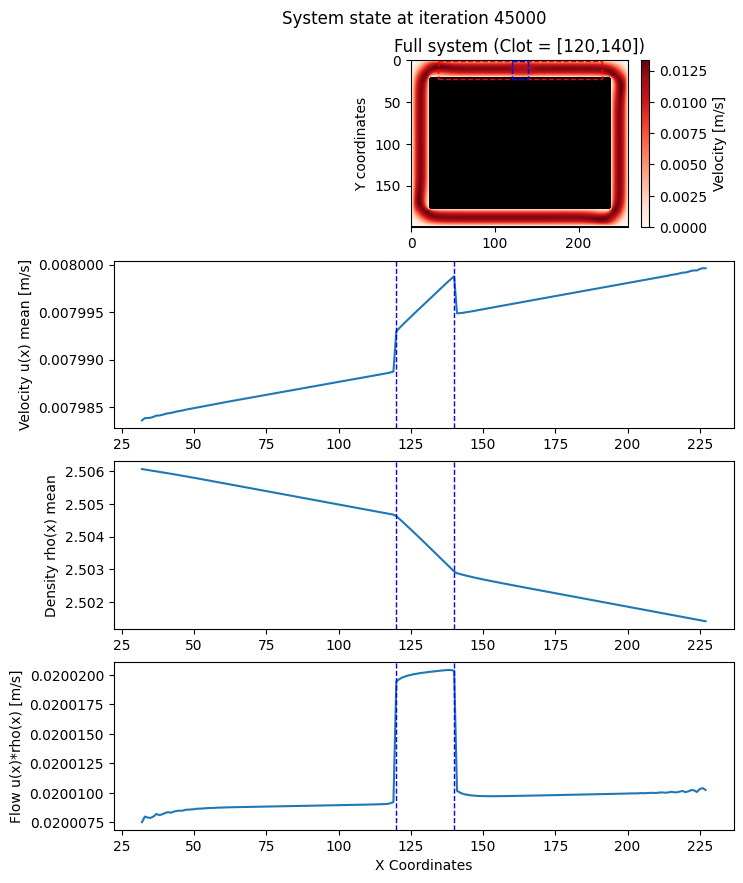 System state at iteration 45000
Full system (Clot = [120,140])
0
50
100
150
Y coordinates
0 100 200
0.0125
0.0100
0.0075
0.0050
0.0025
0.0000
Velocity [m/s]
0.008000
0.007995
0.007990
0.007985
Velocity u(x) mean [m/s]
25 50 75 100 125 150 175 200 225
2.506
2.505
2.504
2.503
2.502
Density rho(x) mean
25 50 75 100 125 150 175 200 225
0.0200200
0.0200175
0.0200150
0.0200125
0.0200100
0.0200075
Flow u(x)*rho(x) [m/s]
25 50 75 100 125 150 175 200 225
X Coordinates